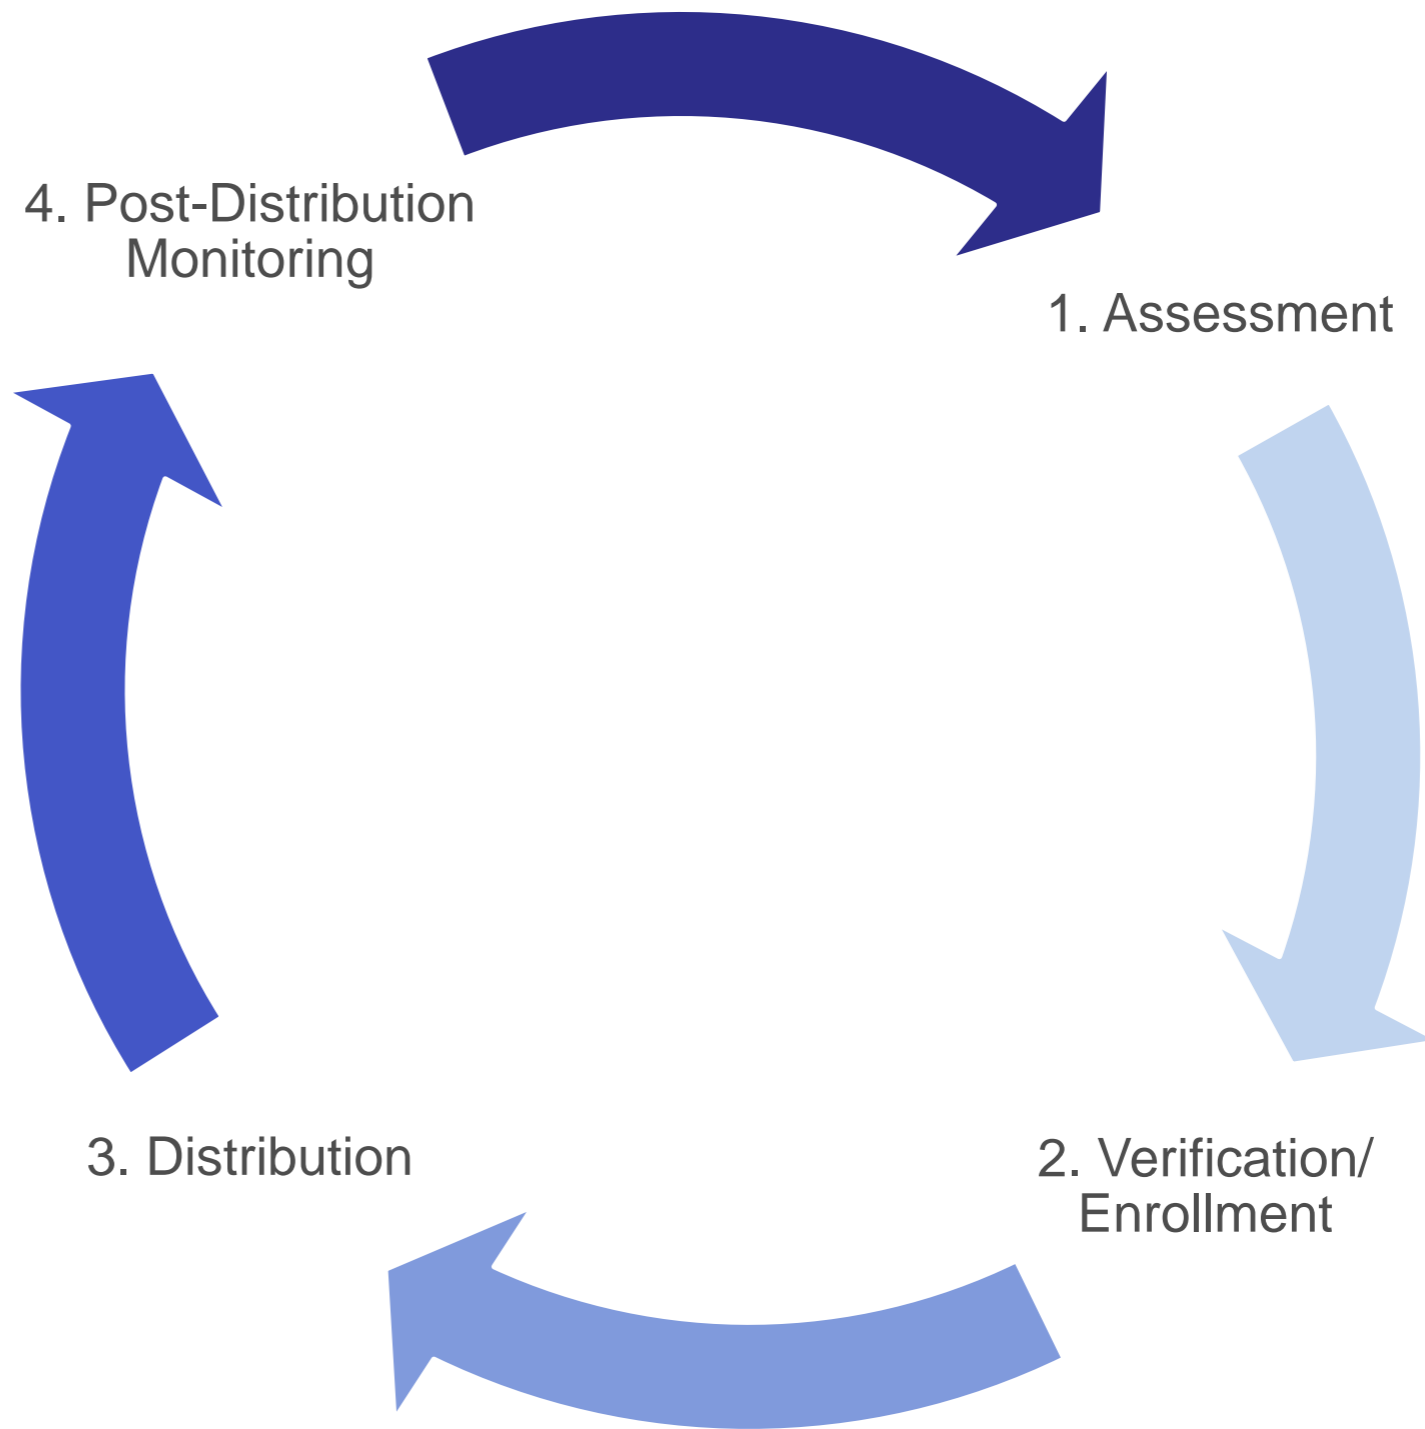 4. Post-Distribution
Monitoring
1. Assessment
3. Distribution
2. Verification/
Enrollment